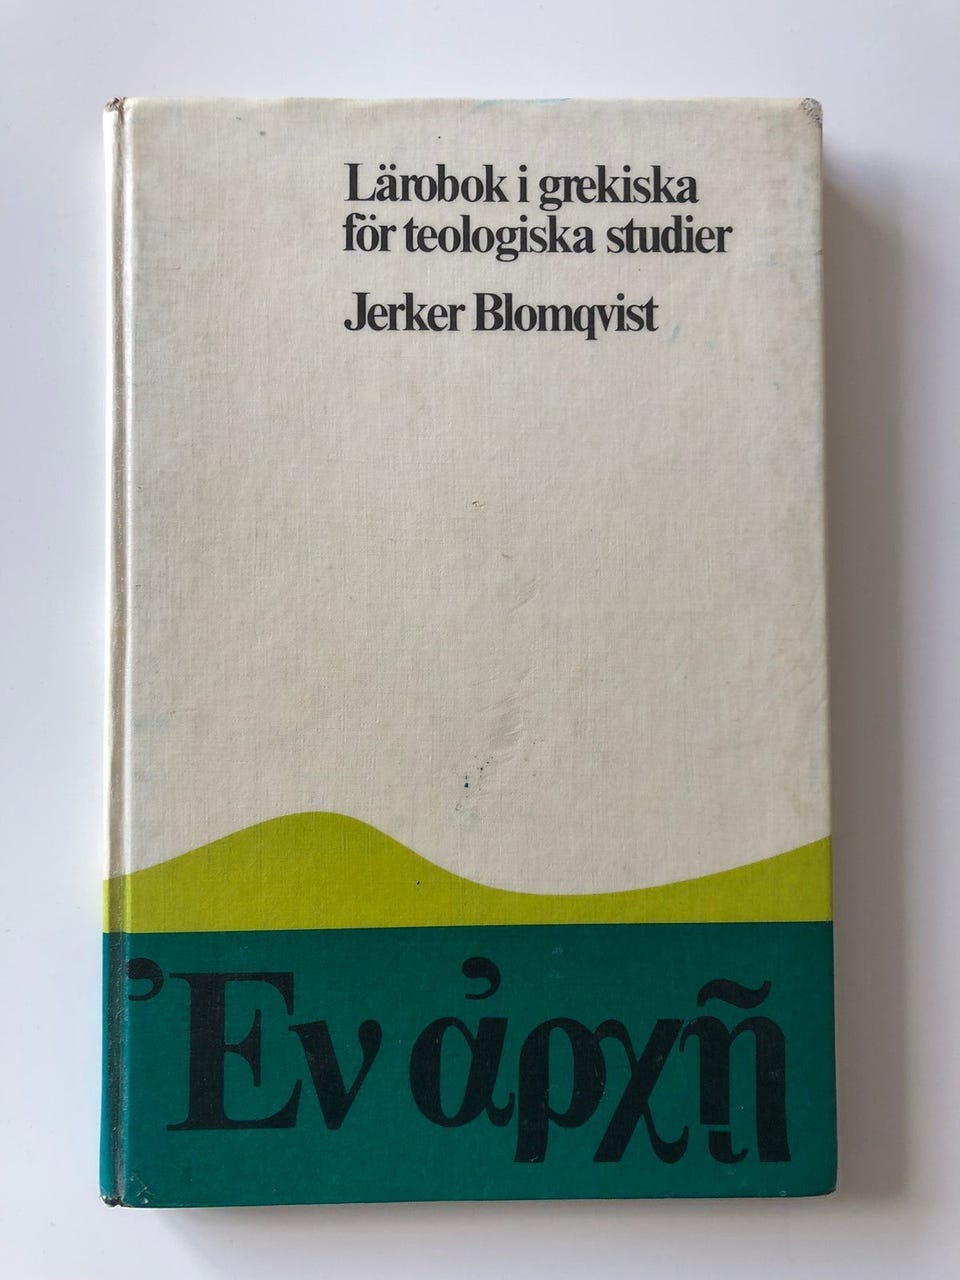 Lärobok i grekiska
för teologiska studier
Jerker Blomqvist
Ἐν ἀρχῇ